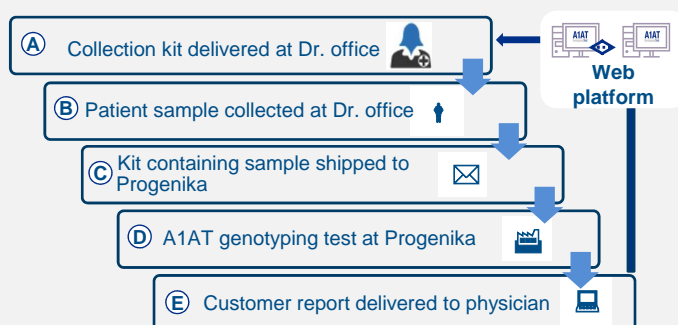 A Collection kit delivered at Dr. office
A1AT A1AT
Web
platform
B Patient sample collected at Dr. office
C Kit containing sample shipped to
Progenika
D A1AT genotyping test at Progenika
E Customer report delivered to physician